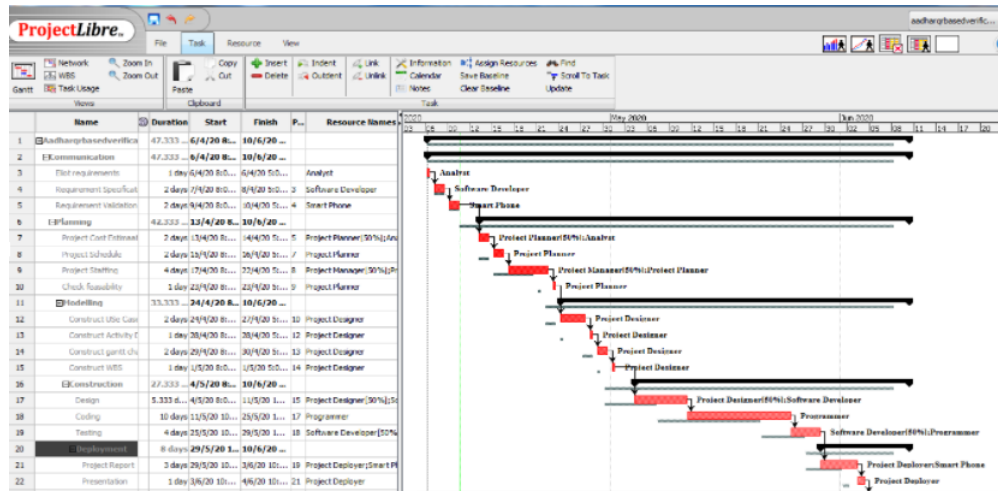 ProjectLibre
aadharqrbasedverific...
File Task Resource View
Network Zoom In Copy Insert Indent Link Information Assign Resources Find
WBS Zoom Out Cut Delete Outdent Unlink Calendar Save Baseline Scroll To Task
Gantt Task Usage Paste Notes Clear Baseline Update
Views Clipboard Task
Name Duration Start Finish P... Resource Names
2020 May 2020 Jun 2020
1 Aadharqrbasedverifica 47.333 ... 6/4/20 8:... 10/6/20 ...
2 Communication 47.333 ... 6/4/20 8:... 10/6/20 ...
3 Eliot requirements 1 day 6/4/20 8:0... 6/4/20 5:0... Analyst
4 Requirement Specificat 2 days 7/4/20 8:0... 8/4/20 5:0... 3 Software Developer
5 Requirement Validation 2 days 9/4/20 8:0... 10/4/20 5:... 4 Smart Phone
6 Planning 42.333 ... 13/4/20 8... 10/6/20 ...
7 Project Cost Estimat 2 days 13/4/20 8:... 14/4/20 5:... 5 Project Planner[50%];Ana
8 Project Schedule 2 days 15/4/20 8:... 16/4/20 5:... 7 Project Planner
9 Project Staffing 4 days 17/4/20 8:... 22/4/20 5:... 8 Project Manager[50%];Pr
10 Check feasability 1 day 23/4/20 8:... 23/4/20 5:... 9 Project Planner
11 Modelling 33.333 ... 24/4/20 8... 10/6/20 ...
12 Construct Use Case 2 days 24/4/20 8:... 27/4/20 5:... 10 Project Designer
13 Construct Activity D 1 day 28/4/20 8:... 28/4/20 5:... 12 Project Designer
14 Construct gantt cha 2 days 29/4/20 8:... 30/4/20 5:... 13 Project Designer
15 Construct WBS 1 day 1/5/20 8:0... 1/5/20 5:0... 14 Project Designer
16 Construction 27.333 ... 4/5/20 8:... 10/6/20 ...
17 Design 5.333 d... 4/5/20 8:0... 11/5/20 1... 15 Project Designer[50%];So
18 Coding 10 days 11/5/20 10... 25/5/20 1... 17 Programmer
19 Testing 4 days 25/5/20 10... 29/5/20 1... 18 Software Developer[50%
20 Deployment 8 days 29/5/20 1... 10/6/20 ...
21 Project Report 3 days 29/5/20 10... 3/6/20 10:... 19 Project Deployer;Smart Ph
22 Presentation 1 day 3/6/20 10:... 4/6/20 10:... 21 Project Deployer
Analyst
Software Developer
Smart Phone
Project Planner[50%];Analyst
Project Planner
Project Manager[50%];Project Planner
Project Planner
Project Designer
Project Designer
Project Designer
Project Designer
Project Designer[50%];Software Developer
Programmer
Software Developer[50%];Programmer
Project Deployer;Smart Phone
Project Deployer